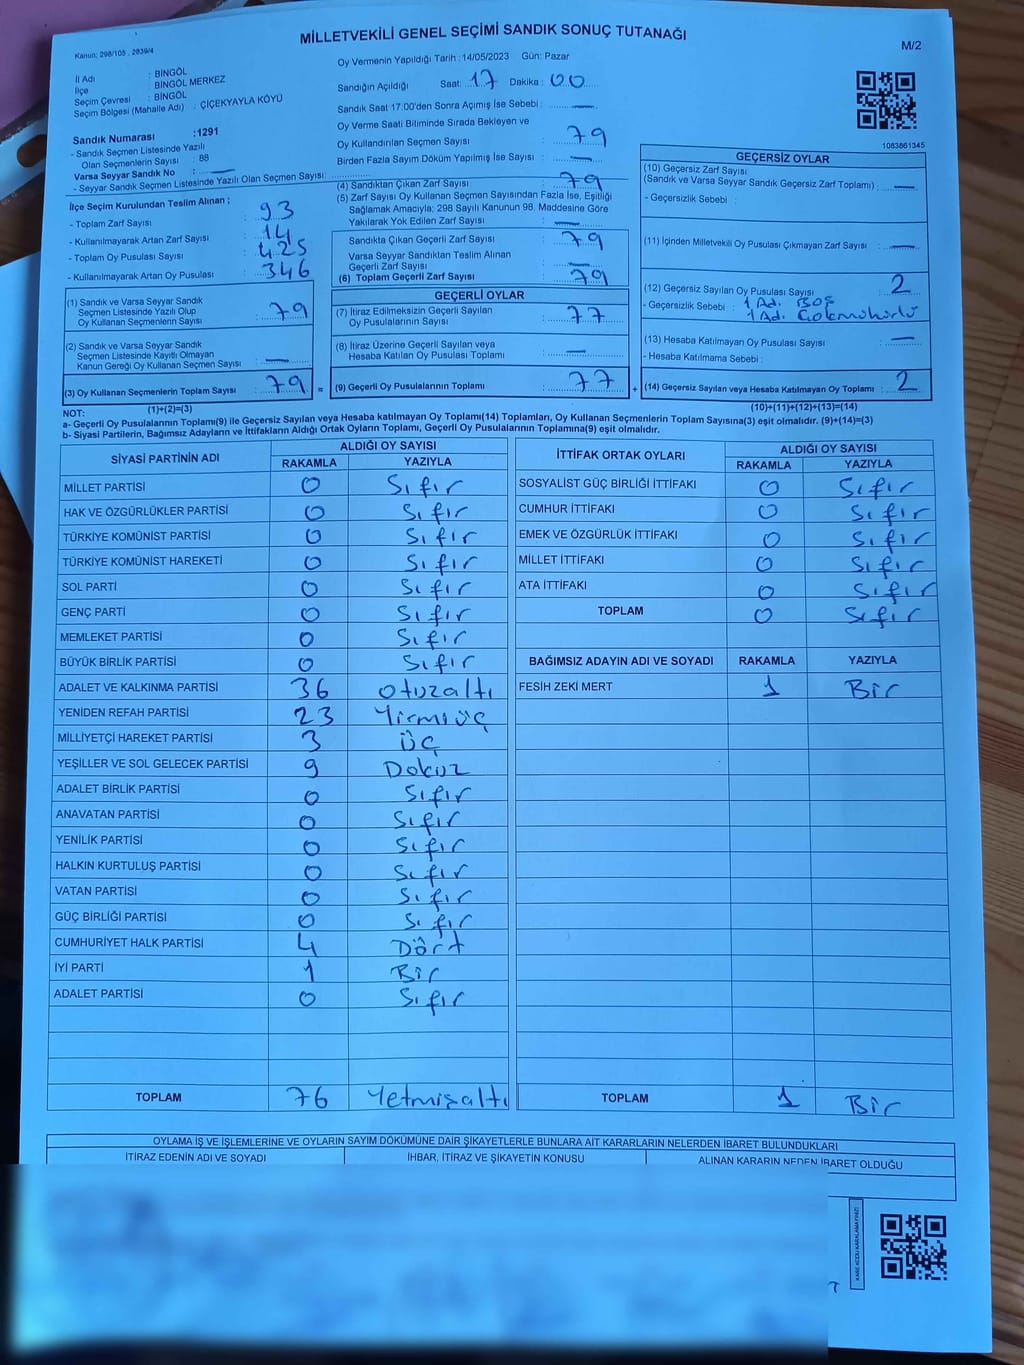 MİLLETVEKİLİ GENEL SEÇİMİ SANDIK SONUÇ TUTANAĞI
Kanun: 298/105 , 2839/4
M/2
İl Adı : BİNGÖL
İlçe : BİNGÖL MERKEZ
Seçim Çevresi : BİNGÖL
Seçim Bölgesi (Mahalle Adı) : ÇİÇEKYAYLA KÖYÜ
Sandık Numarası :1291
- Sandık Seçmen Listesinde Yazılı
Olan Seçmenlerin Sayısı : 88
Varsa Seyyar Sandık No —
- Seyyar Sandık Seçmen Listesinde Yazılı Olan Seçmen Sayısı:
İlçe Seçim Kurulundan Teslim Alınan ;
- Toplam Zarf Sayısı : 93
- Kullanılmayarak Artan Zarf Sayısı : 14
- Toplam Oy Pusulası Sayısı : 425
- Kullanılmayarak Artan Oy Pusulası : 346
Oy Vermenin Yapıldığı Tarih : 14/05/2023 Gün: Pazar
Sandığın Açıldığı Saat: 17 Dakika : 00
Sandık Saat 17:00'den Sonra Açımış İse Sebebi : —
Oy Verme Saati Bitiminde Sırada Bekleyen ve
Oy Kullandırılan Seçmen Sayısı : 79
Birden Fazla Sayım Döküm Yapılmış İse Sayısı : —
(4) Sandıktan Çıkan Zarf Sayısı : 79
(5) Zarf Sayısı Oy Kullanan Seçmen Sayısından Fazla İse, Eşitliği
Sağlamak Amacıyla; 298 Sayılı Kanunun 98. Maddesine Göre
Yakılarak Yok Edilen Zarf Sayısı : —
Sandıkta Çıkan Geçerli Zarf Sayısı : 79
Varsa Seyyar Sandıktan Teslim Alınan
Geçerli Zarf Sayısı : —
(6) Toplam Geçerli Zarf Sayısı : 79
1083861345
GEÇERSİZ OYLAR
(10) Geçersiz Zarf Sayısı
(Sandık ve Varsa Seyyar Sandık Geçersiz Zarf Toplamı) : —
- Geçersizlik Sebebi :
(11) İçinden Milletvekili Oy Pusulası Çıkmayan Zarf Sayısı : —
(12) Geçersiz Sayılan Oy Pusulası Sayısı : 2
- Geçersizlik Sebebi : 1 Ad. BOŞ
1 Ad.
(13) Hesaba Katılmayan Oy Pusulası Sayısı : —
- Hesaba Katılmama Sebebi :
(14) Geçersiz Sayılan veya Hesaba Katılmayan Oy Toplamı : 2
(1) Sandık ve Varsa Seyyar Sandık
Seçmen Listesinde Yazılı Olup
Oy Kullanan Seçmenlerin Sayısı : 79
(2) Sandık ve Varsa Seyyar Sandık
Seçmen Listesinde Kayıtlı Olmayan
Kanun Gereği Oy Kullanan Seçmen Sayısı : —
(3) Oy Kullanan Seçmenlerin Toplam Sayısı : 79 =
GEÇERLİ OYLAR
(7) İtiraz Edilmeksizin Geçerli Sayılan
Oy Pusulalarının Sayısı : 77
(8) İtiraz Üzerine Geçerli Sayılan veya
Hesaba Katılan Oy Pusulası Toplamı : —
(9) Geçerli Oy Pusulalarının Toplamı : 77 +
NOT: (1)+(2)=(3)
(10)+(11)+(12)+(13)=(14)
a- Geçerli Oy Pusulalarının Toplamı(9) ile Geçersiz Sayılan veya Hesaba katılmayan Oy Toplamı(14) Toplamları, Oy Kullanan Seçmenlerin Toplam Sayısına(3) eşit olmalıdır. (9)+(14)=(3)
b- Siyasi Partilerin, Bağımsız Adayların ve İttifakların Aldığı Ortak Oyların Toplamı, Geçerli Oy Pusulalarının Toplamına(9) eşit olmalıdır.
SİYASİ PARTİNİN ADI ALDIĞI OY SAYISI
RAKAMLA YAZIYLA
MİLLET PARTİSİ 0 Sıfır
HAK VE ÖZGÜRLÜKLER PARTİSİ 0 Sıfır
TÜRKİYE KOMÜNİST PARTİSİ 0 Sıfır
TÜRKİYE KOMÜNİST HAREKETİ 0 Sıfır
SOL PARTİ 0 Sıfır
GENÇ PARTİ 0 Sıfır
MEMLEKET PARTİSİ 0 Sıfır
BÜYÜK BİRLİK PARTİSİ 0 Sıfır
ADALET VE KALKINMA PARTİSİ 36 Otuzaltı
YENİDEN REFAH PARTİSİ 23 Yirmiüç
MİLLİYETÇİ HAREKET PARTİSİ 3 Üç
YEŞİLLER VE SOL GELECEK PARTİSİ 9 Dokuz
ADALET BİRLİK PARTİSİ 0 Sıfır
ANAVATAN PARTİSİ 0 Sıfır
YENİLİK PARTİSİ 0 Sıfır
HALKIN KURTULUŞ PARTİSİ 0 Sıfır
VATAN PARTİSİ 0 Sıfır
GÜÇ BİRLİĞİ PARTİSİ 0 Sıfır
CUMHURİYET HALK PARTİSİ 4 Dört
İYİ PARTİ 1 Bir
ADALET PARTİSİ 0 Sıfır
TOPLAM 76 Yetmişaltı
İTTİFAK ORTAK OYLARI ALDIĞI OY SAYISI
RAKAMLA YAZIYLA
SOSYALİST GÜÇ BİRLİĞİ İTTİFAKI 0 Sıfır
CUMHUR İTTİFAKI 0 Sıfır
EMEK VE ÖZGÜRLÜK İTTİFAKI 0 Sıfır
MİLLET İTTİFAKI 0 Sıfır
ATA İTTİFAKI 0 Sıfır
TOPLAM 0 Sıfır
BAĞIMSIZ ADAYIN ADI VE SOYADI RAKAMLA YAZIYLA
FESİH ZEKİ MERT 1 Bir
TOPLAM 1 Bir
OYLAMA İŞ VE İŞLEMLERİNE VE OYLARIN SAYIM DÖKÜMÜNE DAİR ŞİKAYETLERLE BUNLARA AİT KARARLARIN NELERDEN İBARET BULUNDUKLARI
İTİRAZ EDENİN ADI VE SOYADI İHBAR, İTİRAZ VE ŞİKAYETİN KONUSU ALINAN KARARIN NEDEN İBARET OLDUĞU
KARE KODU KARALAMAYINIZ!